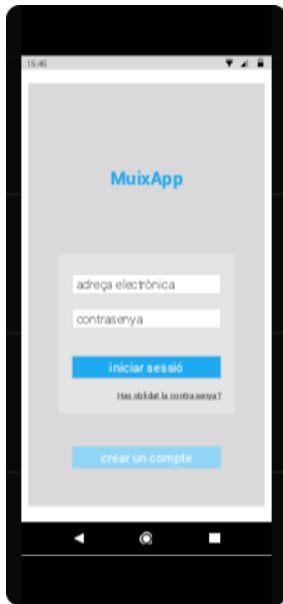 15:45
MuixApp
adreça electrònica
contrasenya
iniciar sessió
Has oblidat la contrasenya?
crear un compte